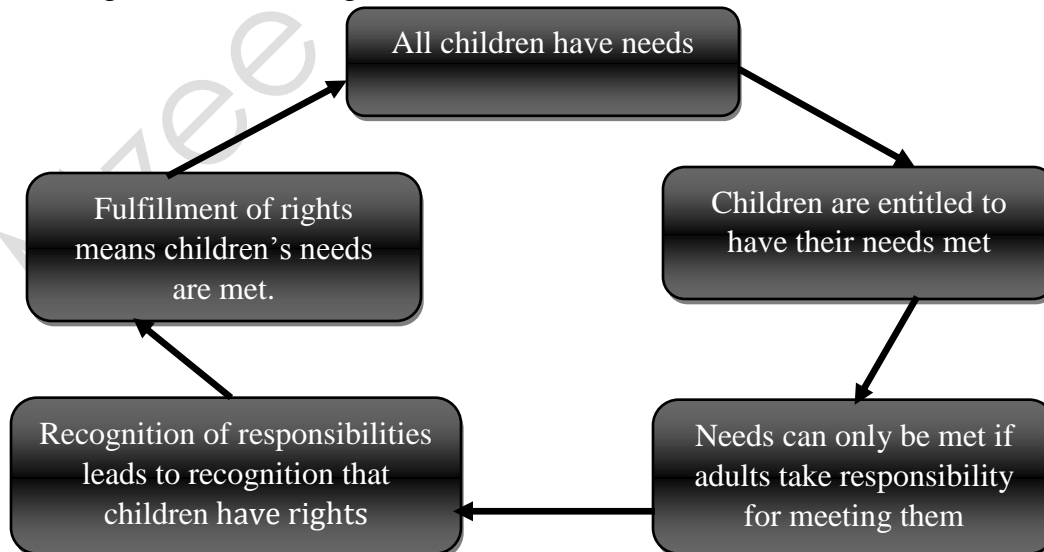 All children have needs
Children are entitled to
have their needs met
Needs can only be met if
adults take responsibility
for meeting them
Recognition of responsibilities
leads to recognition that
children have rights
Fulfillment of rights
means children’s needs
are met.